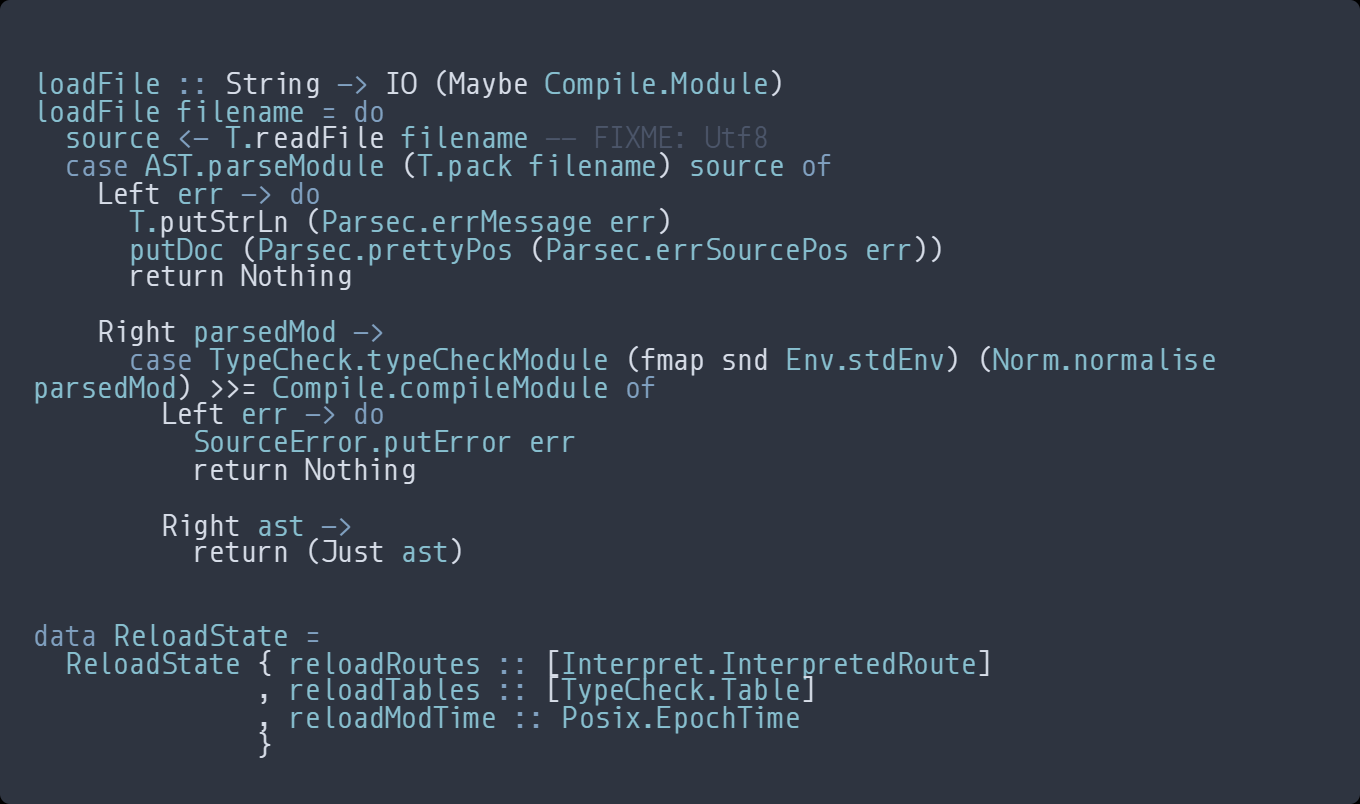 loadFile :: String -> IO (Maybe Compile.Module)
loadFile filename = do
  source <- T.readFile filename -- FIXME: Utf8
  case AST.parseModule (T.pack filename) source of
    Left err -> do
      T.putStrLn (Parsec.errMessage err)
      putDoc (Parsec.prettyPos (Parsec.errSourcePos err))
      return Nothing

    Right parsedMod ->
      case TypeCheck.typeCheckModule (fmap snd Env.stdEnv) (Norm.normalise
parsedMod) >>= Compile.compileModule of
        Left err -> do
          SourceError.putError err
          return Nothing

        Right ast ->
          return (Just ast)


data ReloadState =
  ReloadState { reloadRoutes :: [Interpret.InterpretedRoute]
              , reloadTables :: [TypeCheck.Table]
              , reloadModTime :: Posix.EpochTime
              }